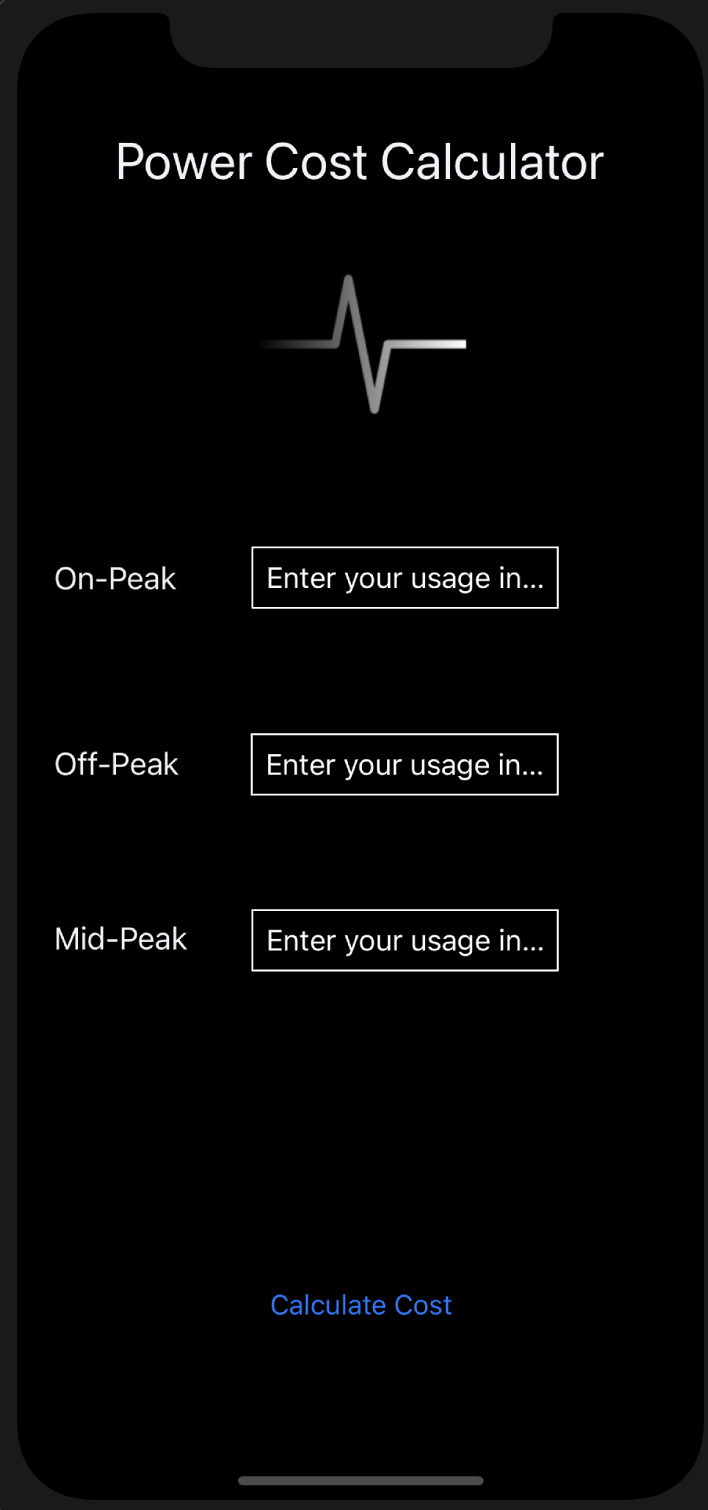 Power Cost Calculator
On-Peak
Enter your usage in...
Off-Peak
Enter your usage in...
Mid-Peak
Enter your usage in...
Calculate Cost